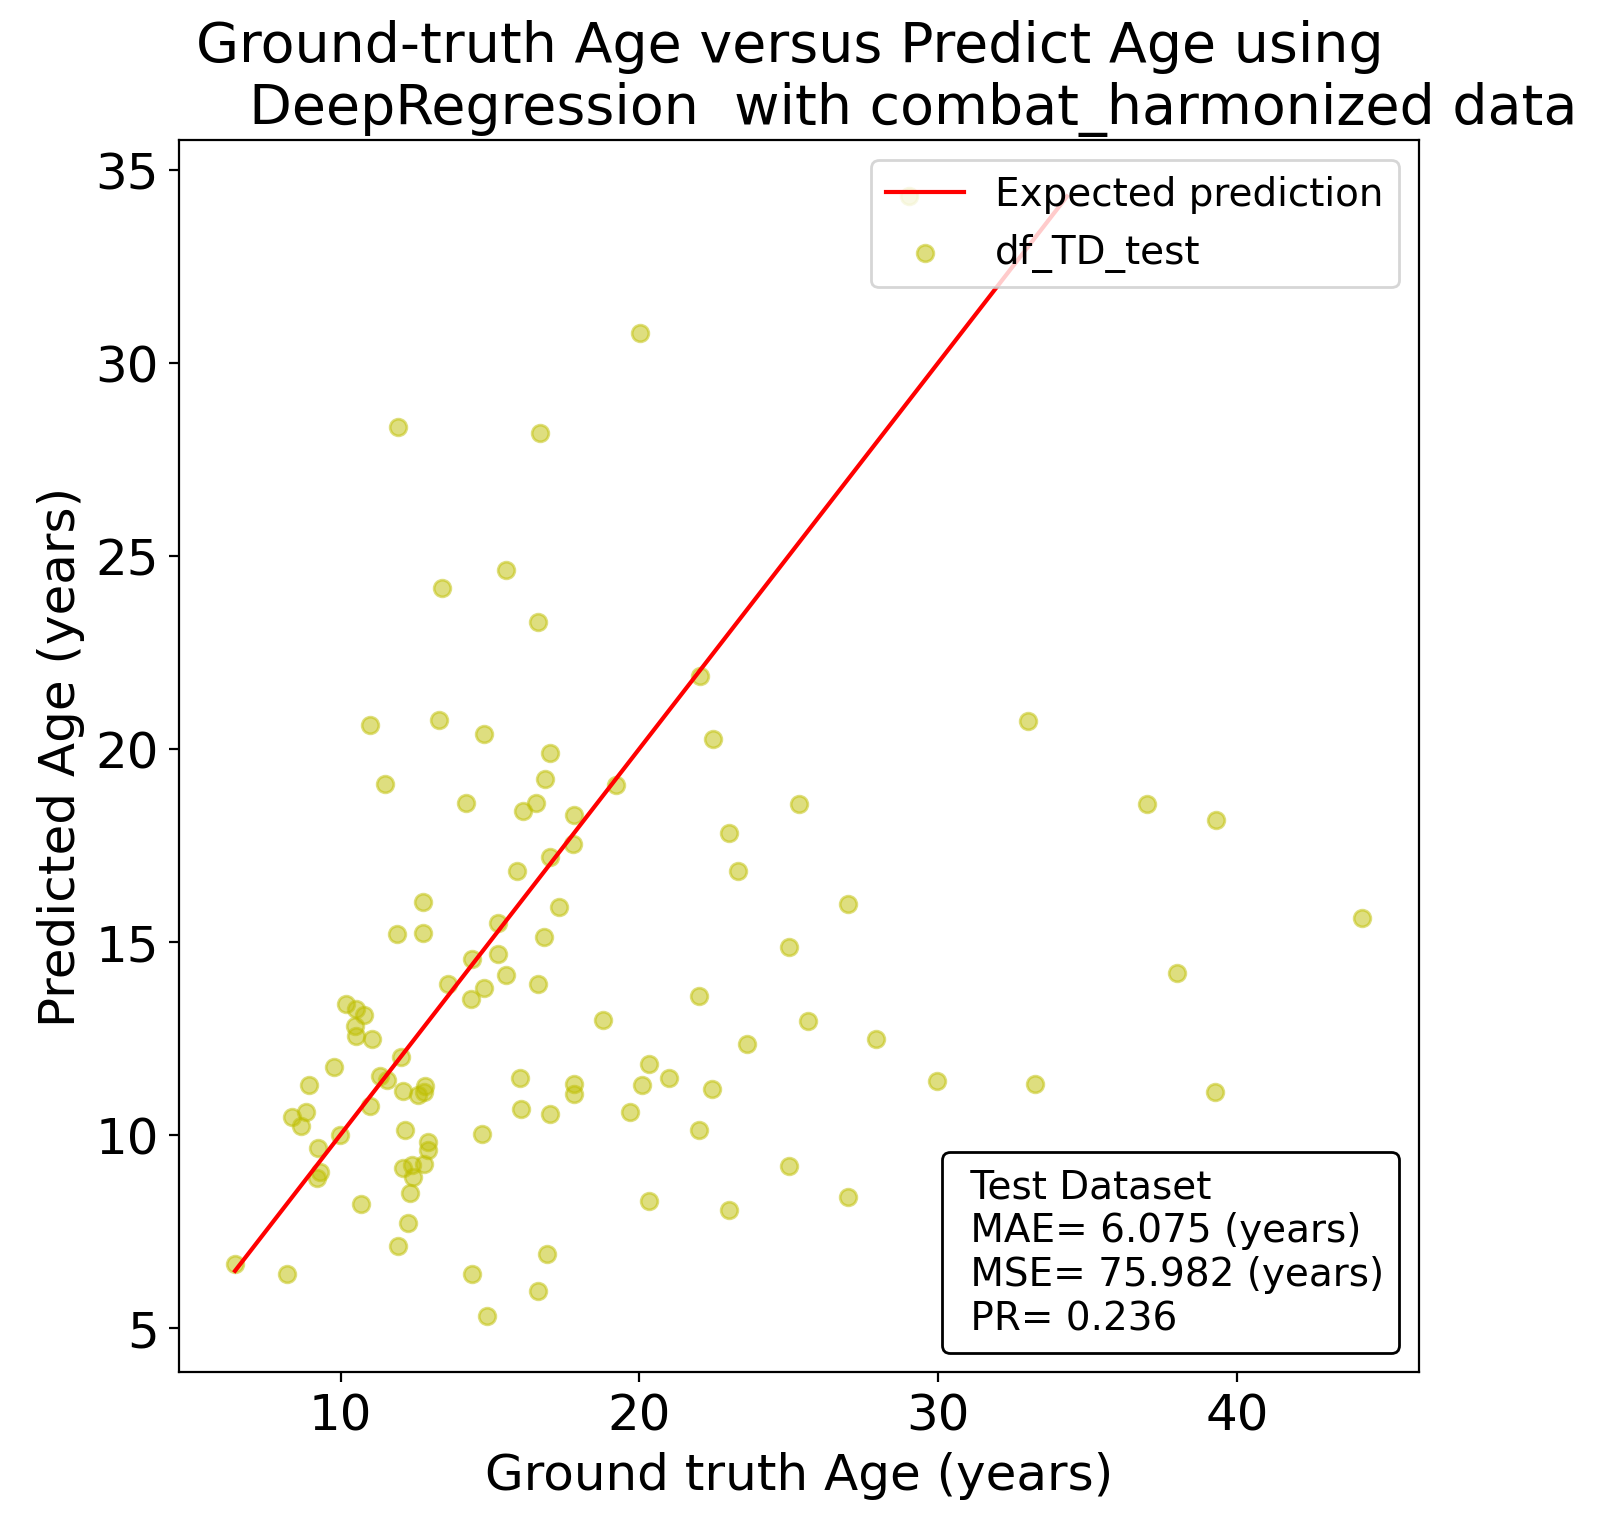 Ground-truth Age versus Predict Age using
DeepRegression  with combat_harmonized data
35
30
25
20
15
10
5
Predicted Age (years)
Expected prediction
df_TD_test
Test Dataset
MAE= 6.075 (years)
MSE= 75.982 (years)
PR= 0.236
10 20 30 40
Ground truth Age (years)